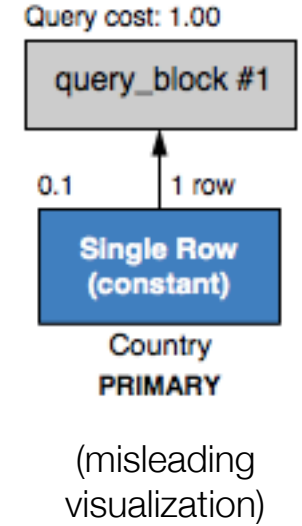 Query cost: 1.00
query_block #1
0.1
1 row
Single Row
(constant)
Country
PRIMARY
(misleading
visualization)